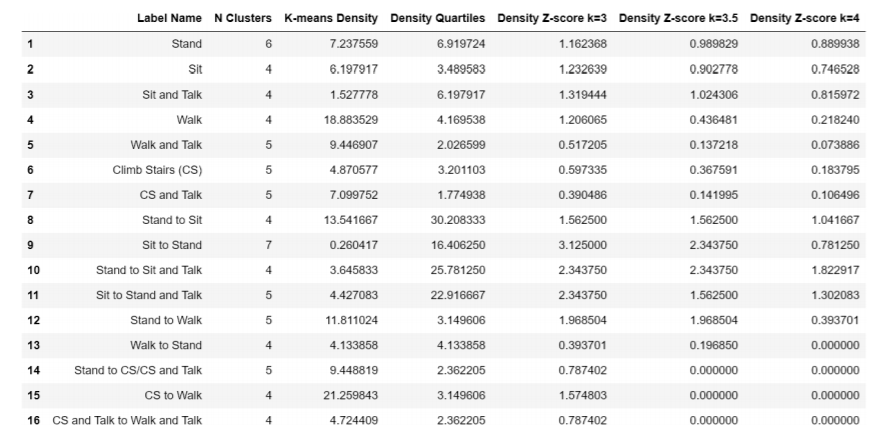 Label Name N Clusters K-means Density Density Quartiles Density Z-score k=3 Density Z-score k=3.5 Density Z-score k=4
1 Stand 6 7.237559 6.919724 1.162368 0.989829 0.889938
2 Sit 4 6.197917 3.489583 1.232639 0.902778 0.746528
3 Sit and Talk 4 1.527778 6.197917 1.319444 1.024306 0.815972
4 Walk 4 18.883529 4.169538 1.206065 0.436481 0.218240
5 Walk and Talk 5 9.446907 2.026599 0.517205 0.137218 0.073886
6 Climb Stairs (CS) 5 4.870577 3.201103 0.597335 0.367591 0.183795
7 CS and Talk 5 7.099752 1.774938 0.390486 0.141995 0.106496
8 Stand to Sit 4 13.541667 30.208333 1.562500 1.562500 1.041667
9 Sit to Stand 7 0.260417 16.406250 3.125000 2.343750 0.781250
10 Stand to Sit and Talk 4 3.645833 25.781250 2.343750 2.343750 1.822917
11 Sit to Stand and Talk 5 4.427083 22.916667 2.343750 1.562500 1.302083
12 Stand to Walk 5 11.811024 3.149606 1.968504 1.968504 0.393701
13 Walk to Stand 4 4.133858 4.133858 0.393701 0.196850 0.000000
14 Stand to CS/CS and Talk 5 9.448819 2.362205 0.787402 0.000000 0.000000
15 CS to Walk 4 21.259843 3.149606 1.574803 0.000000 0.000000
16 CS and Talk to Walk and Talk 4 4.724409 2.362205 0.787402 0.000000 0.000000